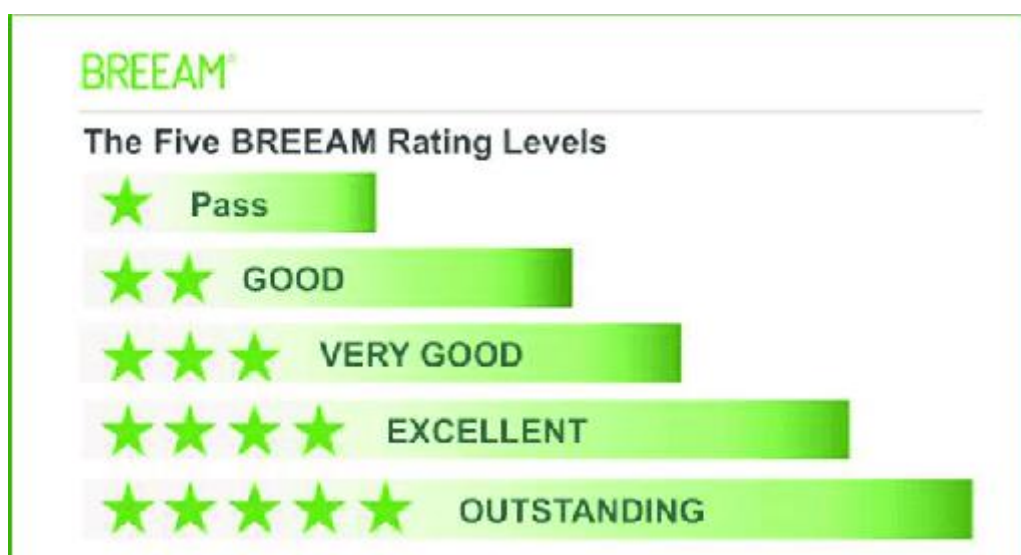 BREEAM®
The Five BREEAM Rating Levels
Pass
GOOD
VERY GOOD
EXCELLENT
OUTSTANDING